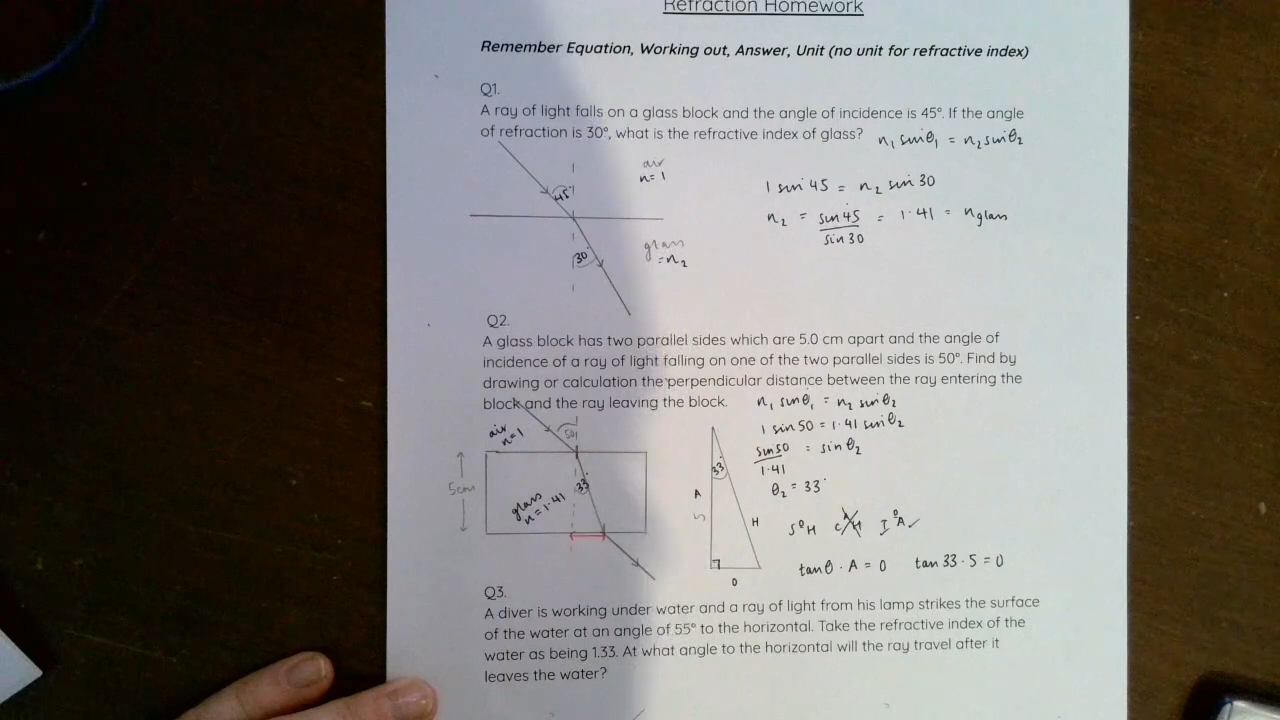 Refraction Homework
Remember Equation, Working out, Answer, Unit (no unit for refractive index)
Q1.
A ray of light falls on a glass block and the angle of incidence is 45°. If the angle
of refraction is 30°, what is the refractive index of glass?
n₁ sinθ₁ = n₂ sinθ₂
air
n=1
45°
1 sin 45 = n₂ sin 30
n₂ = sin 45 = 1.41 = n glass
sin 30
glass
= n₂
30°
Q2.
A glass block has two parallel sides which are 5.0 cm apart and the angle of
incidence of a ray of light falling on one of the two parallel sides is 50°. Find by
drawing or calculation the perpendicular distance between the ray entering the
block and the ray leaving the block.
n₁ sinθ₁ = n₂ sinθ₂
air
n=1
50
1 sin 50 = 1.41 sinθ₂
sin 50 = sinθ₂
1.41
θ₂ = 33°
5cm
glass
n=1.41
33°
33°
A
5
H
O
SOH CAH TOA ✓
tanθ . A = O
tan 33 . 5 = O
Q3.
A diver is working under water and a ray of light from his lamp strikes the surface
of the water at an angle of 55° to the horizontal. Take the refractive index of the
water as being 1.33. At what angle to the horizontal will the ray travel after it
leaves the water?